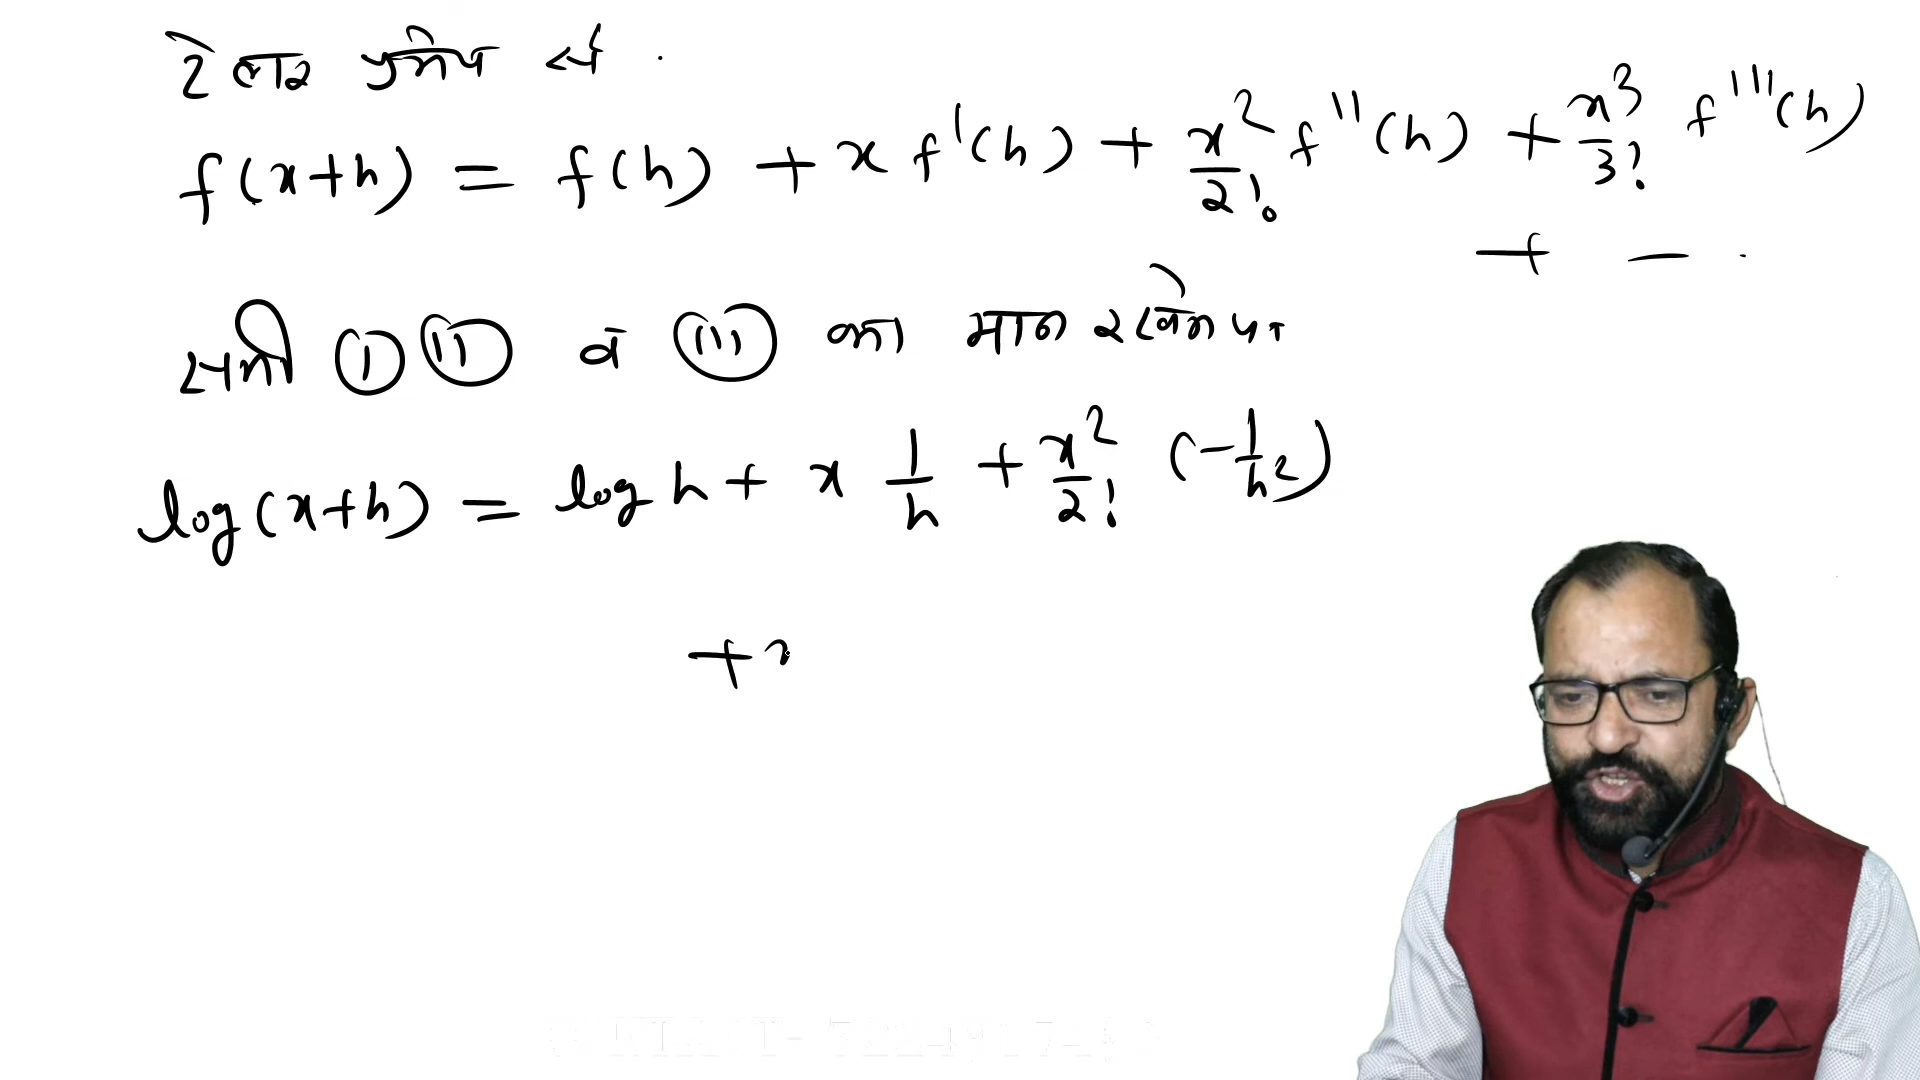 टेलर प्रमेय से .
f(x+h) = f(h) + x f'(h) + x²/2! f''(h) + x³/3! f'''(h)
+ — .
समी (i) (ii) व (iii) का मान रखने पर
log(x+h) = log h + x 1/h + x²/2! (-1/h²)
+